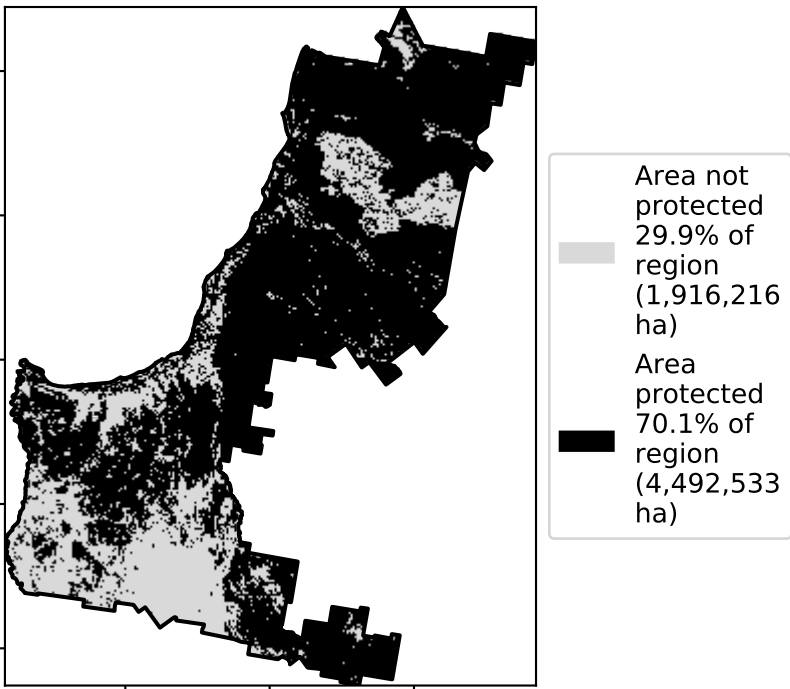 Area not
protected
29.9% of
region
(1,916,216
ha)
Area
protected
70.1% of
region
(4,492,533
ha)